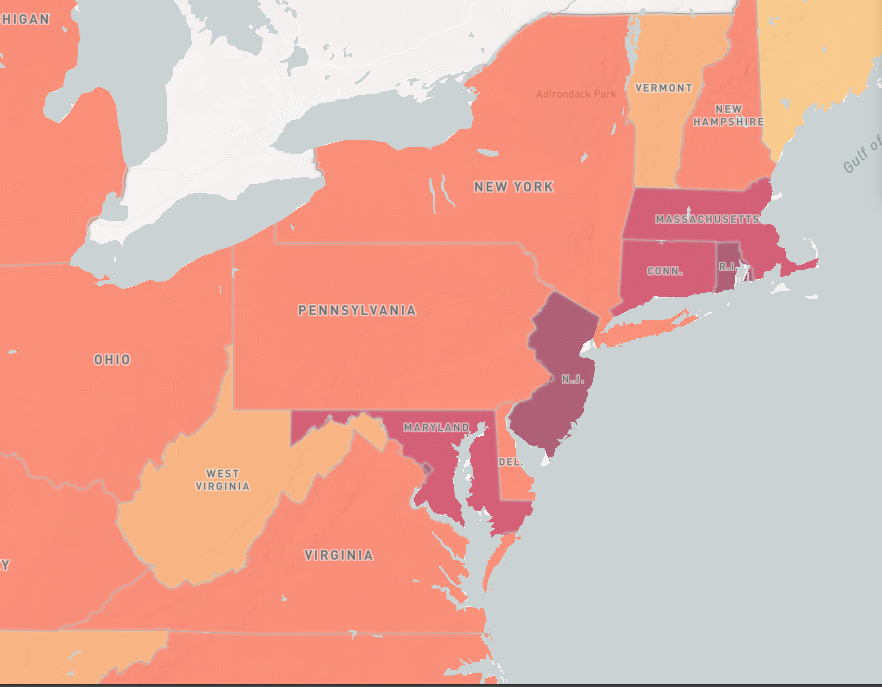 HIGAN
Adirondack Park
VERMONT
NEW
HAMPSHIRE
Gulf of
NEW YORK
MASSACHUSETTS
CONN.
R.I.
PENNSYLVANIA
OHIO
N.J.
MARYLAND
DEL.
WEST
VIRGINIA
VIRGINIA
Y